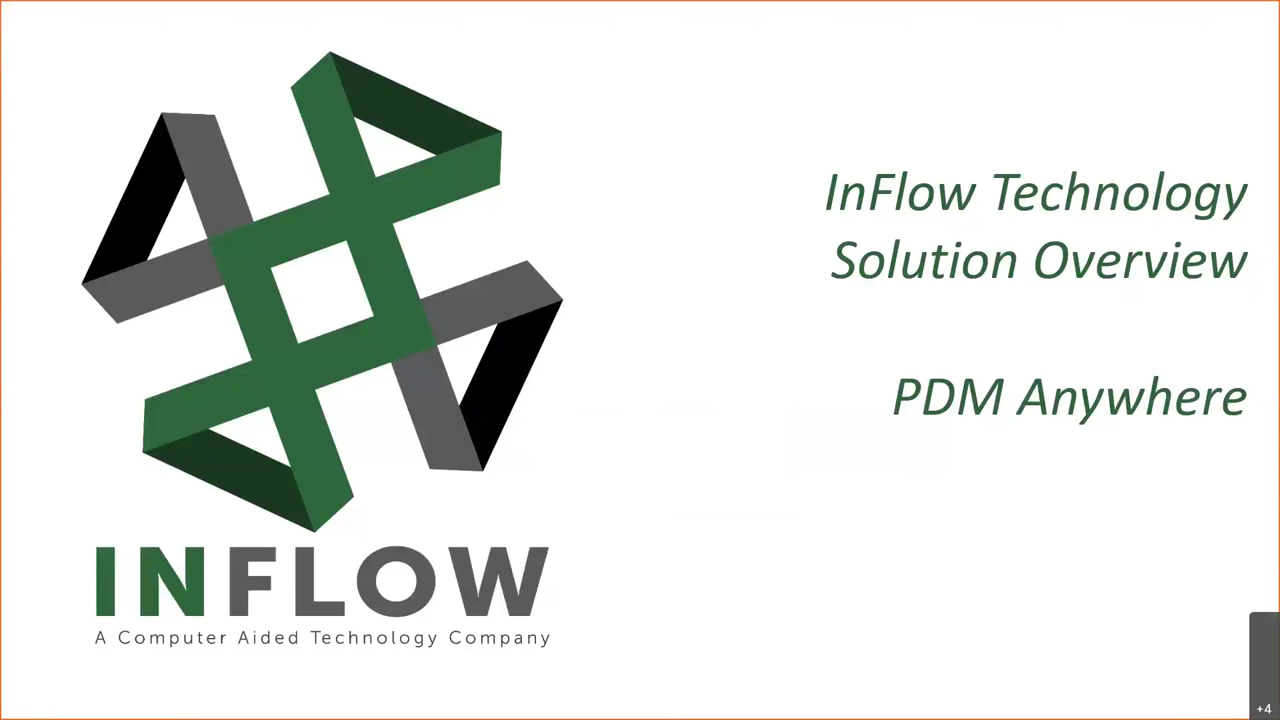 InFlow Technology
Solution Overview
PDM Anywhere
INFLOW
A Computer Aided Technology Company
+4